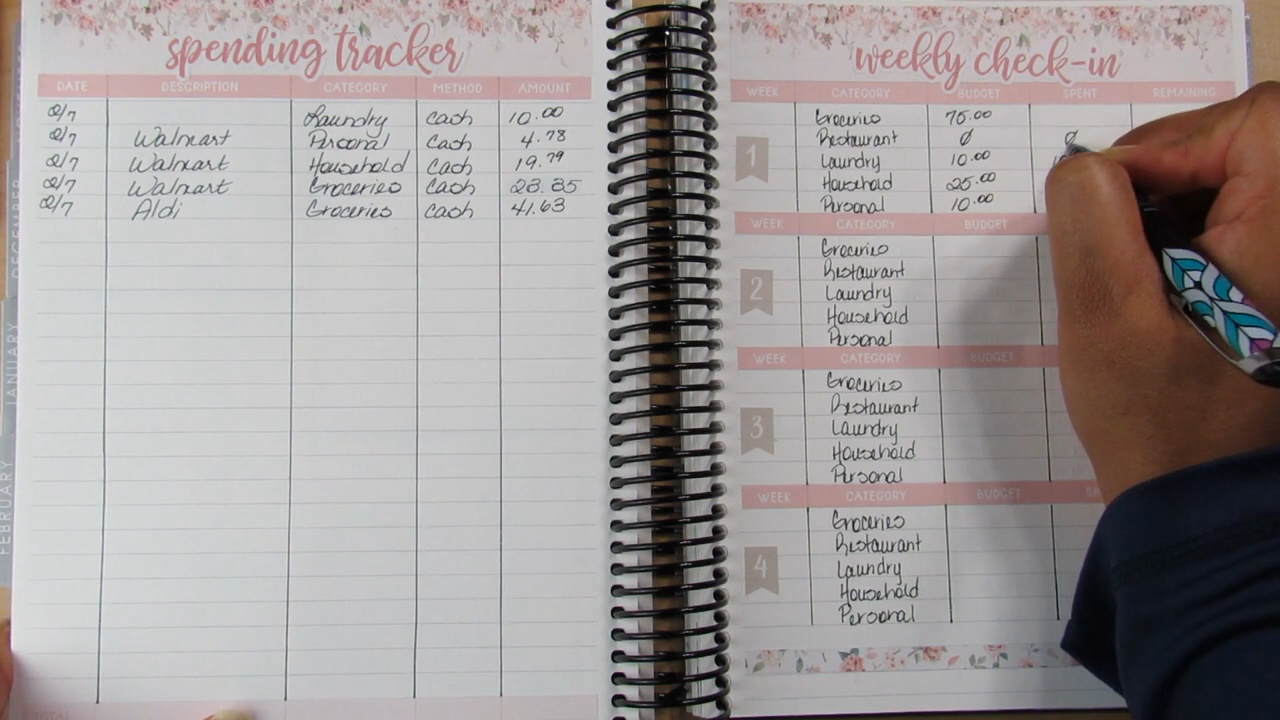 spending tracker
DATE DESCRIPTION CATEGORY METHOD AMOUNT
2/7 Laundry cash 10.00
2/7 Walmart Personal cash 4.78
2/7 Walmart Household cash 19.79
2/7 Walmart Groceries cash
2/7 Aldi Groceries cash 41.63
TOTAL
weekly check-in
WEEK CATEGORY BUDGET SPENT REMAINING
1
Groceries 75.00
Restaurant Ø
Laundry 10.00
Household 25.00
Personal 10.00
WEEK CATEGORY BUDGET
2
Groceries
Restaurant
Laundry
Household
Personal
WEEK CATEGORY BUDGET
3
Groceries
Restaurant
Laundry
Household
Personal
WEEK CATEGORY BUDGET
4
Groceries
Restaurant
Laundry
Household
Personal
DECEMBER
JANUARY
FEBRUARY